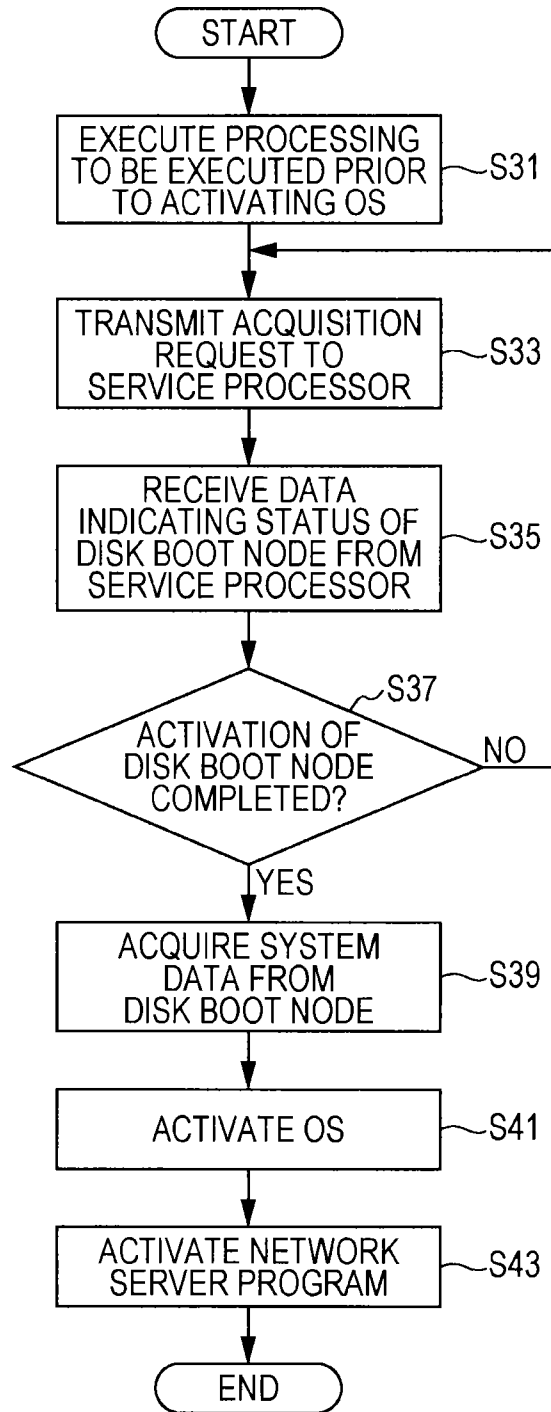 START
EXECUTE PROCESSING
TO BE EXECUTED PRIOR
TO ACTIVATING OS
S31
TRANSMIT ACQUISITION
REQUEST TO
SERVICE PROCESSOR
S33
RECEIVE DATA
INDICATING STATUS OF
DISK BOOT NODE FROM
SERVICE PROCESSOR
S35
S37
ACTIVATION OF
DISK BOOT NODE
COMPLETED?
NO
YES
ACQUIRE SYSTEM
DATA FROM
DISK BOOT NODE
S39
ACTIVATE OS
S41
ACTIVATE NETWORK
SERVER PROGRAM
S43
END